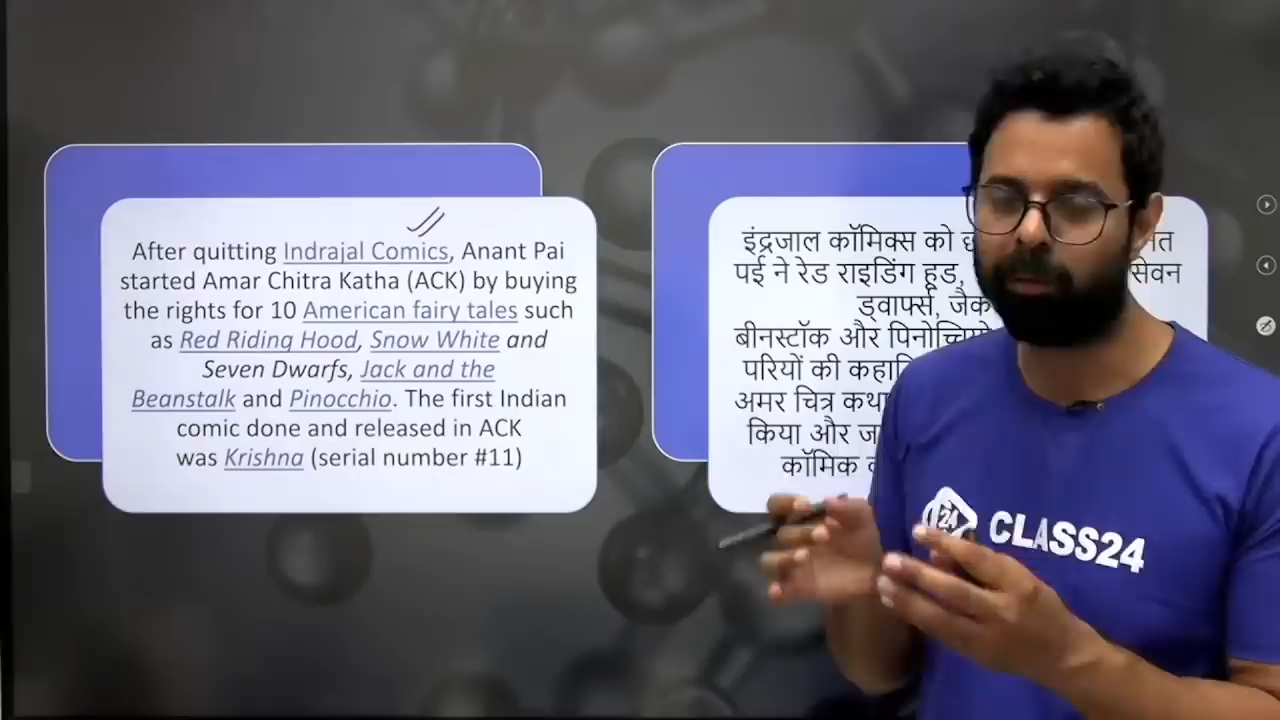 After quitting Indrajal Comics, Anant Pai
started Amar Chitra Katha (ACK) by buying
the rights for 10 American fairy tales such
as Red Riding Hood, Snow White and
Seven Dwarfs, Jack and the
Beanstalk and Pinocchio. The first Indian
comic done and released in ACK
was Krishna (serial number #11)
इंद्रजाल कॉमिक्स को
पई ने रेड राइडिंग हूड, सेवन
ड्वार्फ्स,
बीनस्टॉक और
परियों की
अमर चित्र
किया और
कॉमिक
24
CLASS24